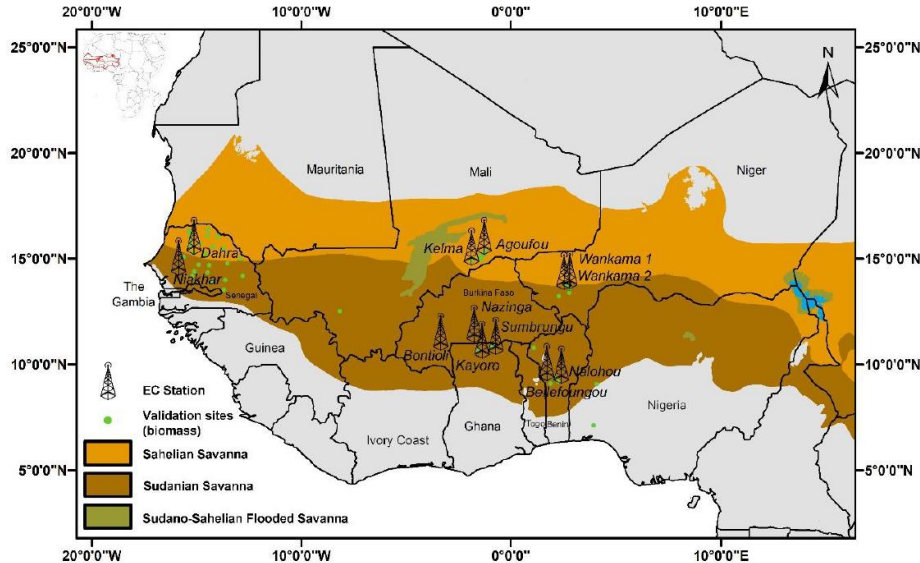 20°0'0"W 10°0'0"W 0°0'0" 10°0'0"E
25°0'0"N 25°0'0"N
N
20°0'0"N 20°0'0"N
Mauritania Mali Niger
15°0'0"N 15°0'0"N
Dahra Kelma Agoufou Wankama 1
Niakhar Wankama 2
The Gambia
Senegal
Burkina Faso
Nazinga
Sumbrungu
Guinea
Bontioli
Kayoro
Nalohou
Bellefoungou
10°0'0"N 10°0'0"N
EC Station
Validation sites
(biomass)
Ivory Coast Ghana Togo Benin Nigeria
Sahelian Savanna
5°0'0"N 5°0'0"N
Sudanian Savanna
Sudano-Sahelian Flooded Savanna
20°0'0"W 10°0'0"W 0°0'0" 10°0'0"E